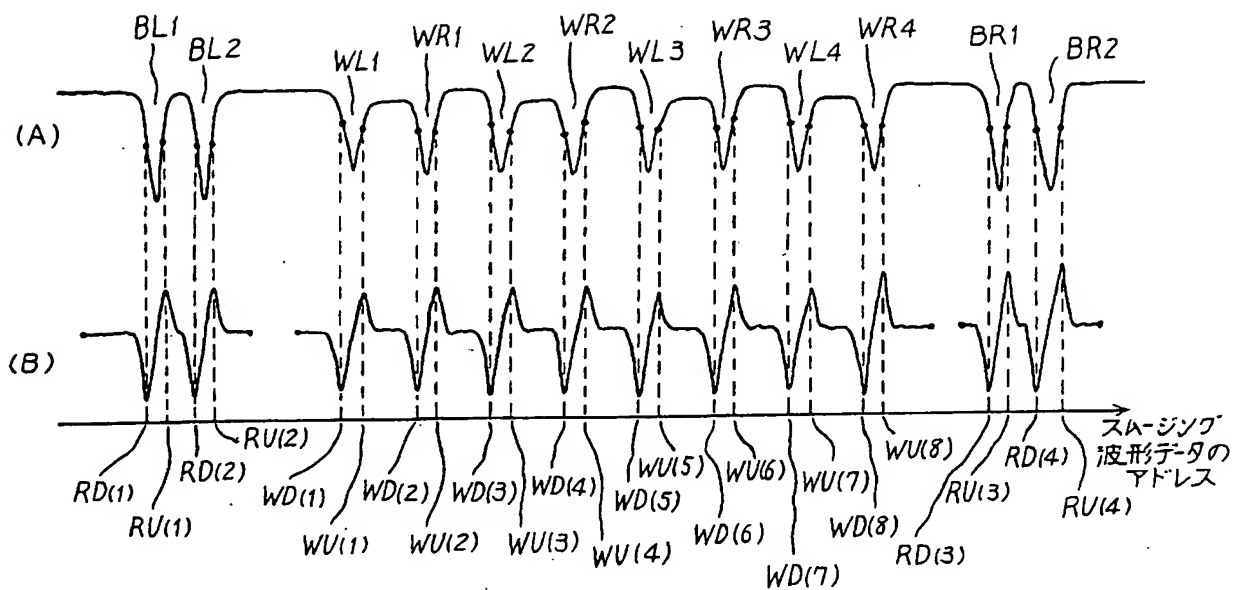 BL1
BL2
WL1
WR1
WL2
WR2
WL3
WR3
WL4
WR4
BR1
BR2
(A)
(B)
RD(1)
RU(1)
RD(2)
RU(2)
WD(1)
WU(1)
WD(2)
WU(2)
WD(3)
WU(3)
WD(4)
WU(4)
WD(5)
WU(5)
WD(6)
WU(6)
WD(7)
WU(7)
WD(8)
WU(8)
RD(3)
RU(3)
RD(4)
RU(4)
スムージング
波形データの
アドレス